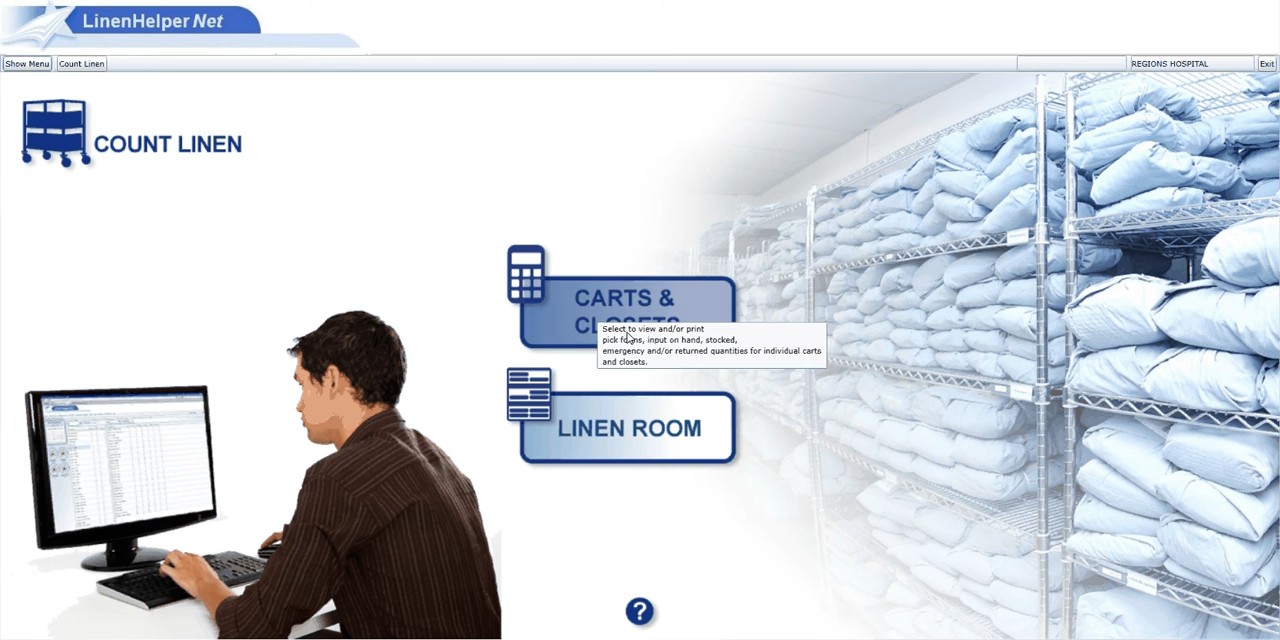 LinenHelper Net
Show Menu
Count Linen
REGIONS HOSPITAL
Exit
COUNT LINEN
CARTS &
CLOSETS
Select to view and/or print
pick forms, input on hand, stocked,
emergency and/or returned quantities for individual carts
and closets.
LINEN ROOM
?